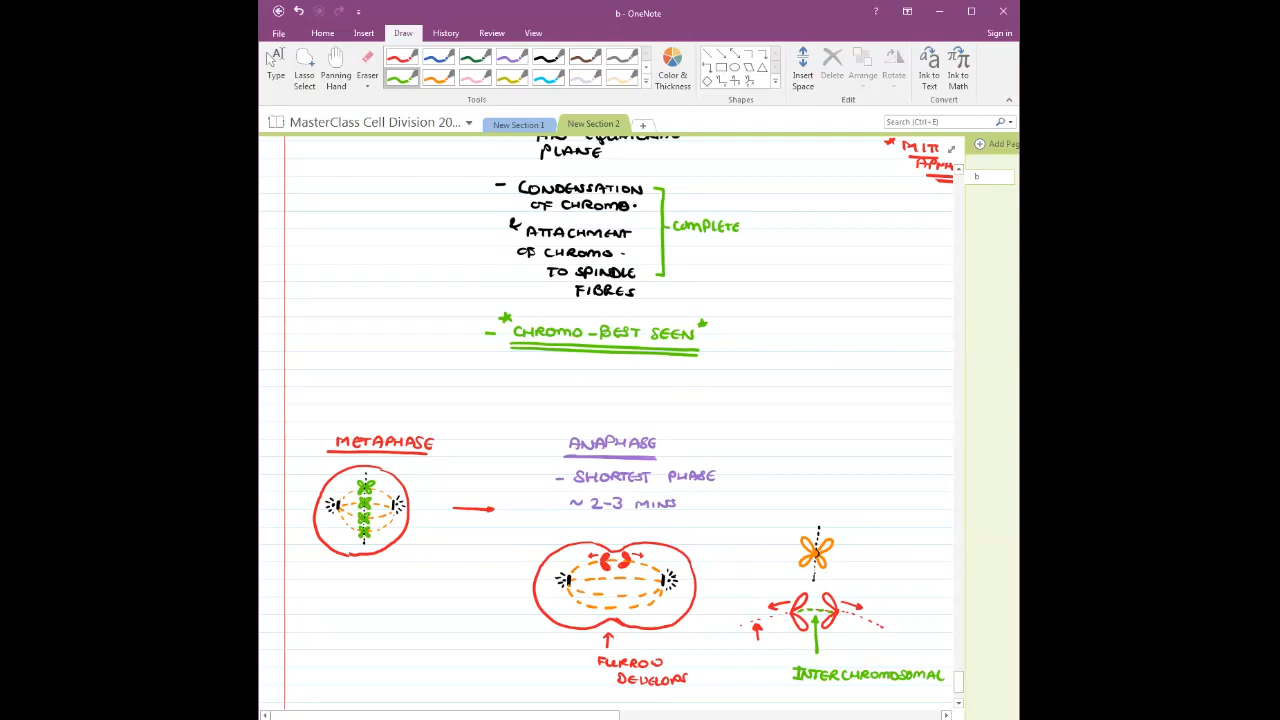 b - OneNote
? Sign in
File Home Insert Draw History Review View
Type
Lasso Select
Panning Hand
Eraser
Color & Thickness
Insert Space
Delete
Arrange
Rotate
Ink to Text
Ink to Math
Tools
Shapes
Edit
Convert
MasterClass Cell Division 20...
New Section 1
New Section 2
Search (Ctrl+E)
Add Pag
b
PLANE
- CONDENSATION
OF CHROMO.
& ATTACHMENT
OF CHROMO.
TO SPINDLE
FIBRES
COMPLETE
- * CHROMO - BEST SEEN *
METAPHASE
ANAPHASE
- SHORTEST PHASE
~ 2-3 MINS
FURROW
DEVELOPS
INTERCHROMOSOMAL